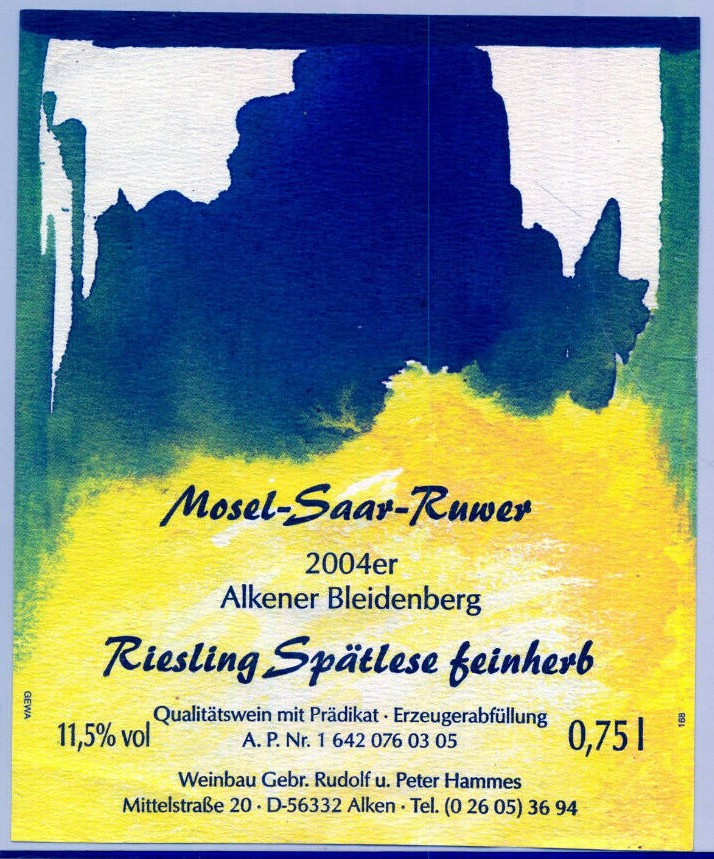 Mosel-Saar-Ruwer
2004er
Alkener Bleidenberg
Riesling Spätlese feinherb
Qualitätswein mit Prädikat · Erzeugerabfüllung
11,5% vol
A. P. Nr. 1 642 076 03 05
0,75 l
Weinbau Gebr. Rudolf u. Peter Hammes
Mittelstraße 20 · D-56332 Alken · Tel. (0 26 05) 36 94
GEWA
168